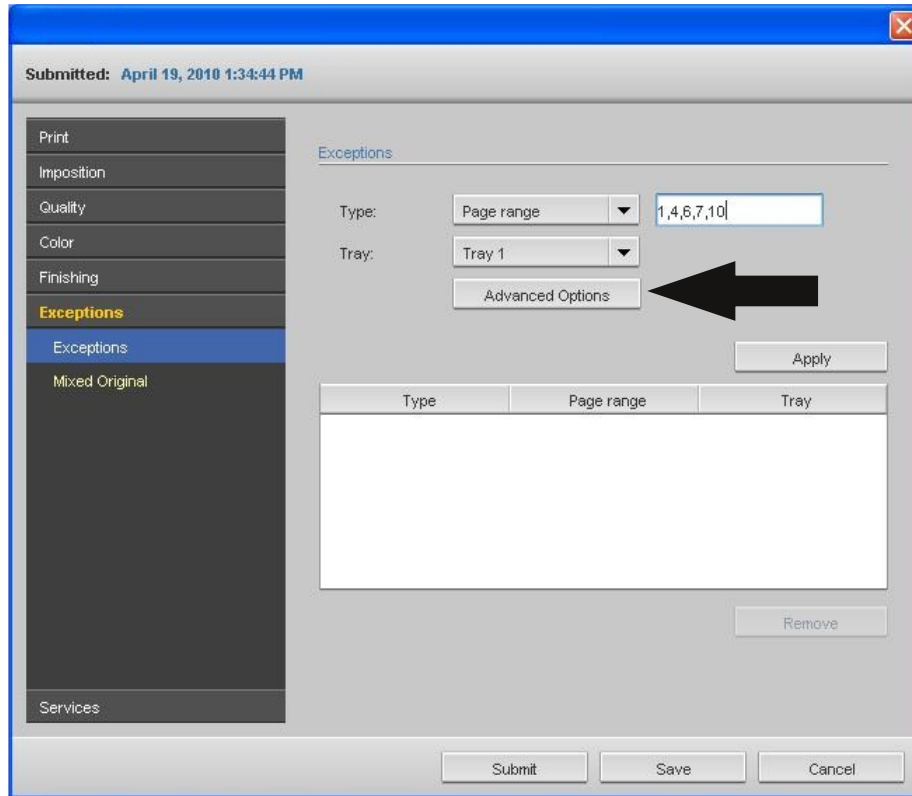 Submitted: April 19, 2010 1:34:44 PM
Print
Imposition
Quality
Color
Finishing
Exceptions
Exceptions
Mixed Original
Services
Exceptions
Type: Page range 1,4,6,7,10
Tray: Tray 1
Advanced Options
Apply
Type Page range Tray
Remove
Submit Save Cancel